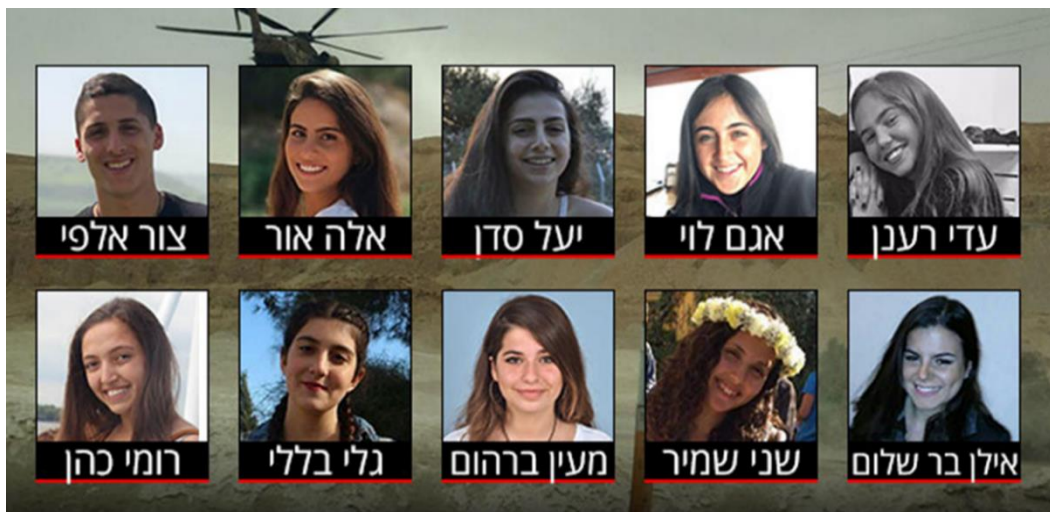 עדי רענן
אגם לוי
יעל סדן
אלה אור
צור אלפי
אילן בר שלום
שני שמיר
מעין ברהום
גלי בללי
רומי כהן